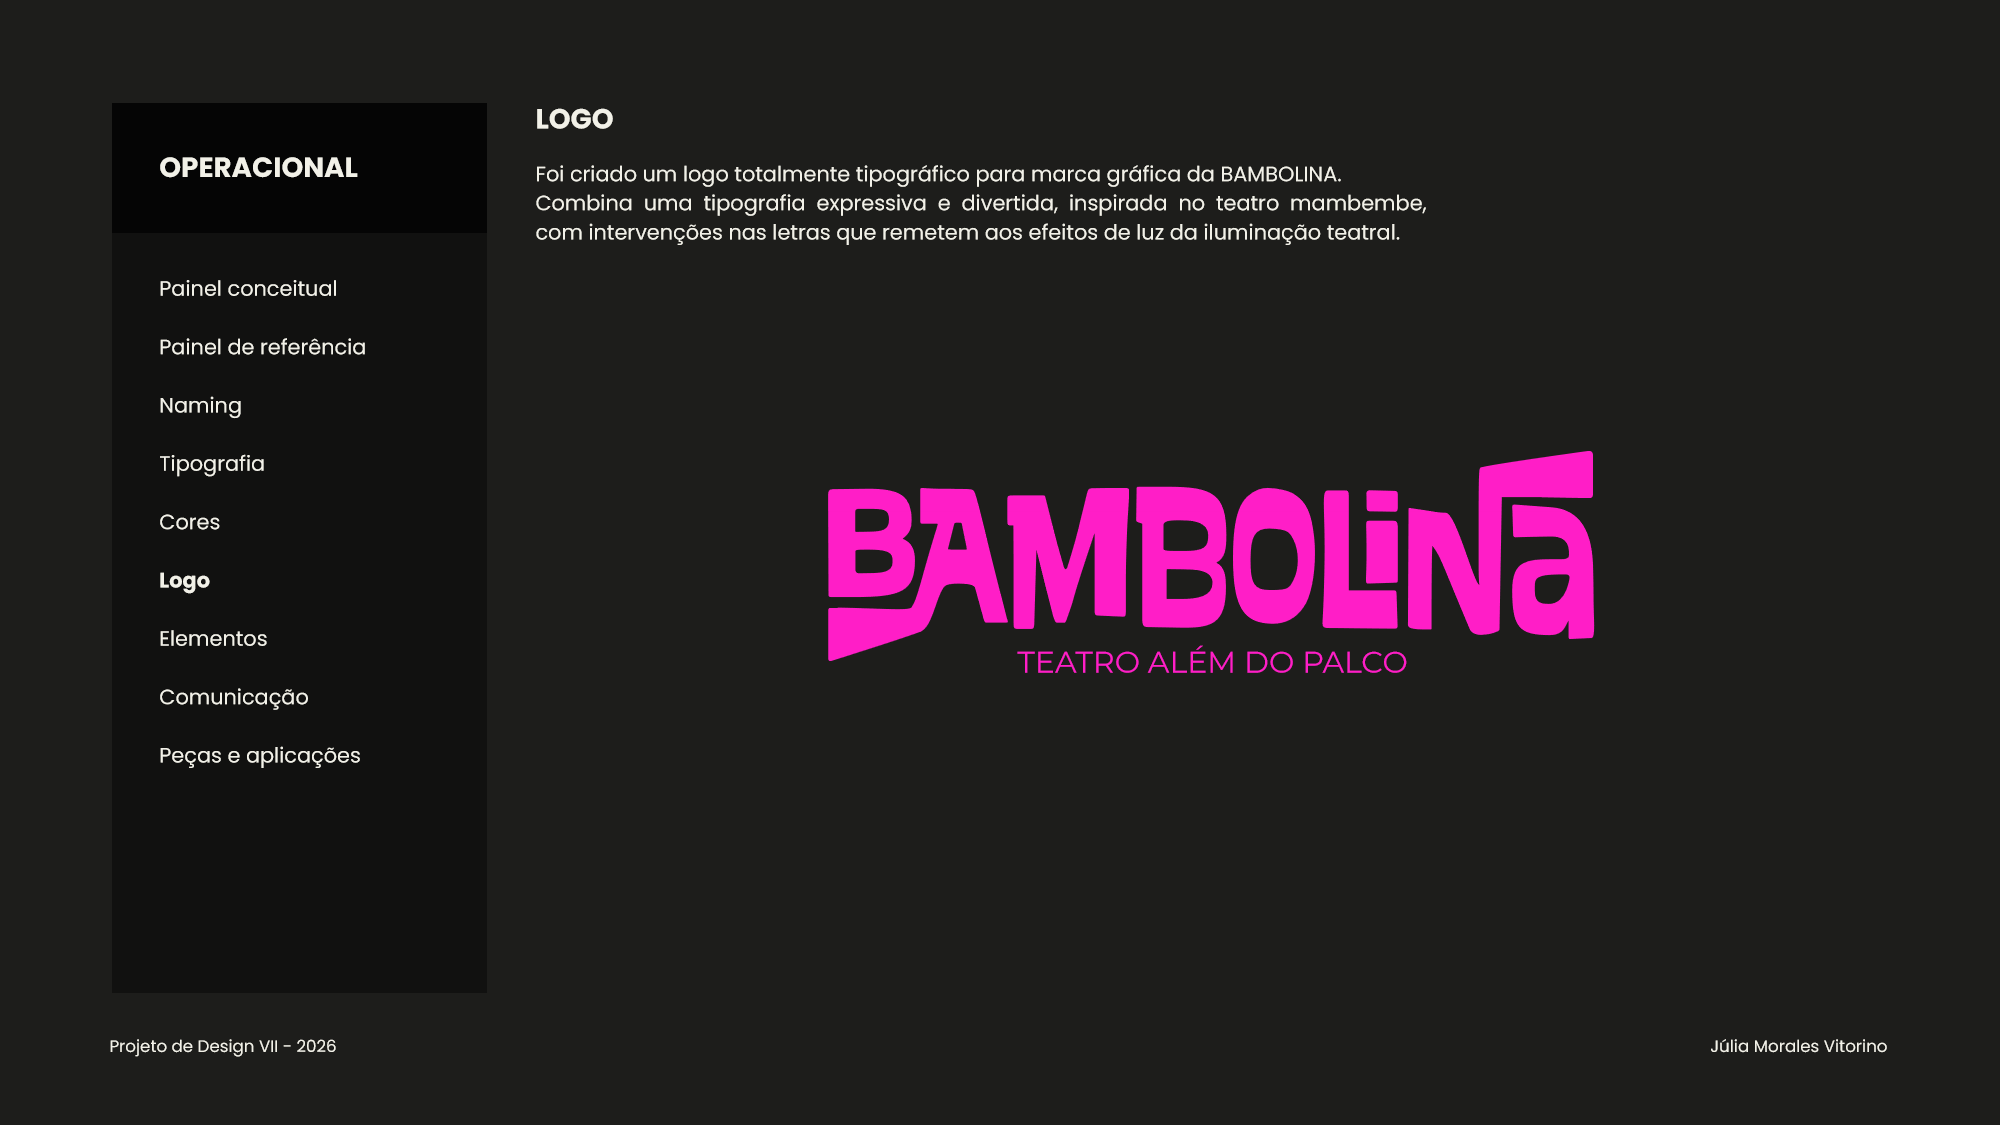 OPERACIONAL
Painel conceitual
Painel de referência
Naming
Tipografia
Cores
Logo
Elementos
Comunicação
Peças e aplicações
LOGO
Foi criado um logo totalmente tipográfico para marca gráfica da BAMBOLINA.
Combina uma tipografia expressiva e divertida, inspirada no teatro mambembe,
com intervenções nas letras que remetem aos efeitos de luz da iluminação teatral.
BAMBOLiNa
TEATRO ALÉM DO PALCO
Projeto de Design VII - 2026
Júlia Morales Vitorino